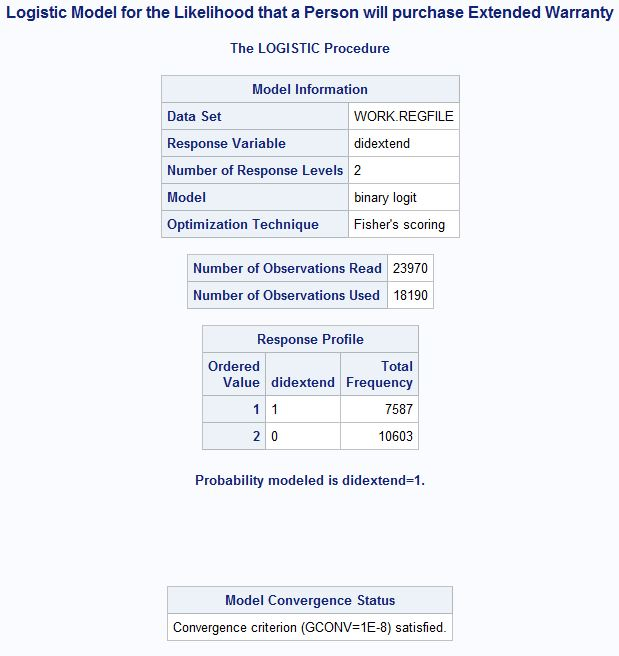 Logistic Model for the Likelihood that a Person will purchase Extended Warranty
The LOGISTIC Procedure
Model Information
Data Set WORK.REGFILE
Response Variable didextend
Number of Response Levels 2
Model binary logit
Optimization Technique Fisher's scoring
Number of Observations Read 23970
Number of Observations Used 18190
Response Profile
Ordered Total
Value didextend Frequency
1 1 7587
2 0 10603
Probability modeled is didextend=1.
Model Convergence Status
Convergence criterion (GCONV=1E-8) satisfied.